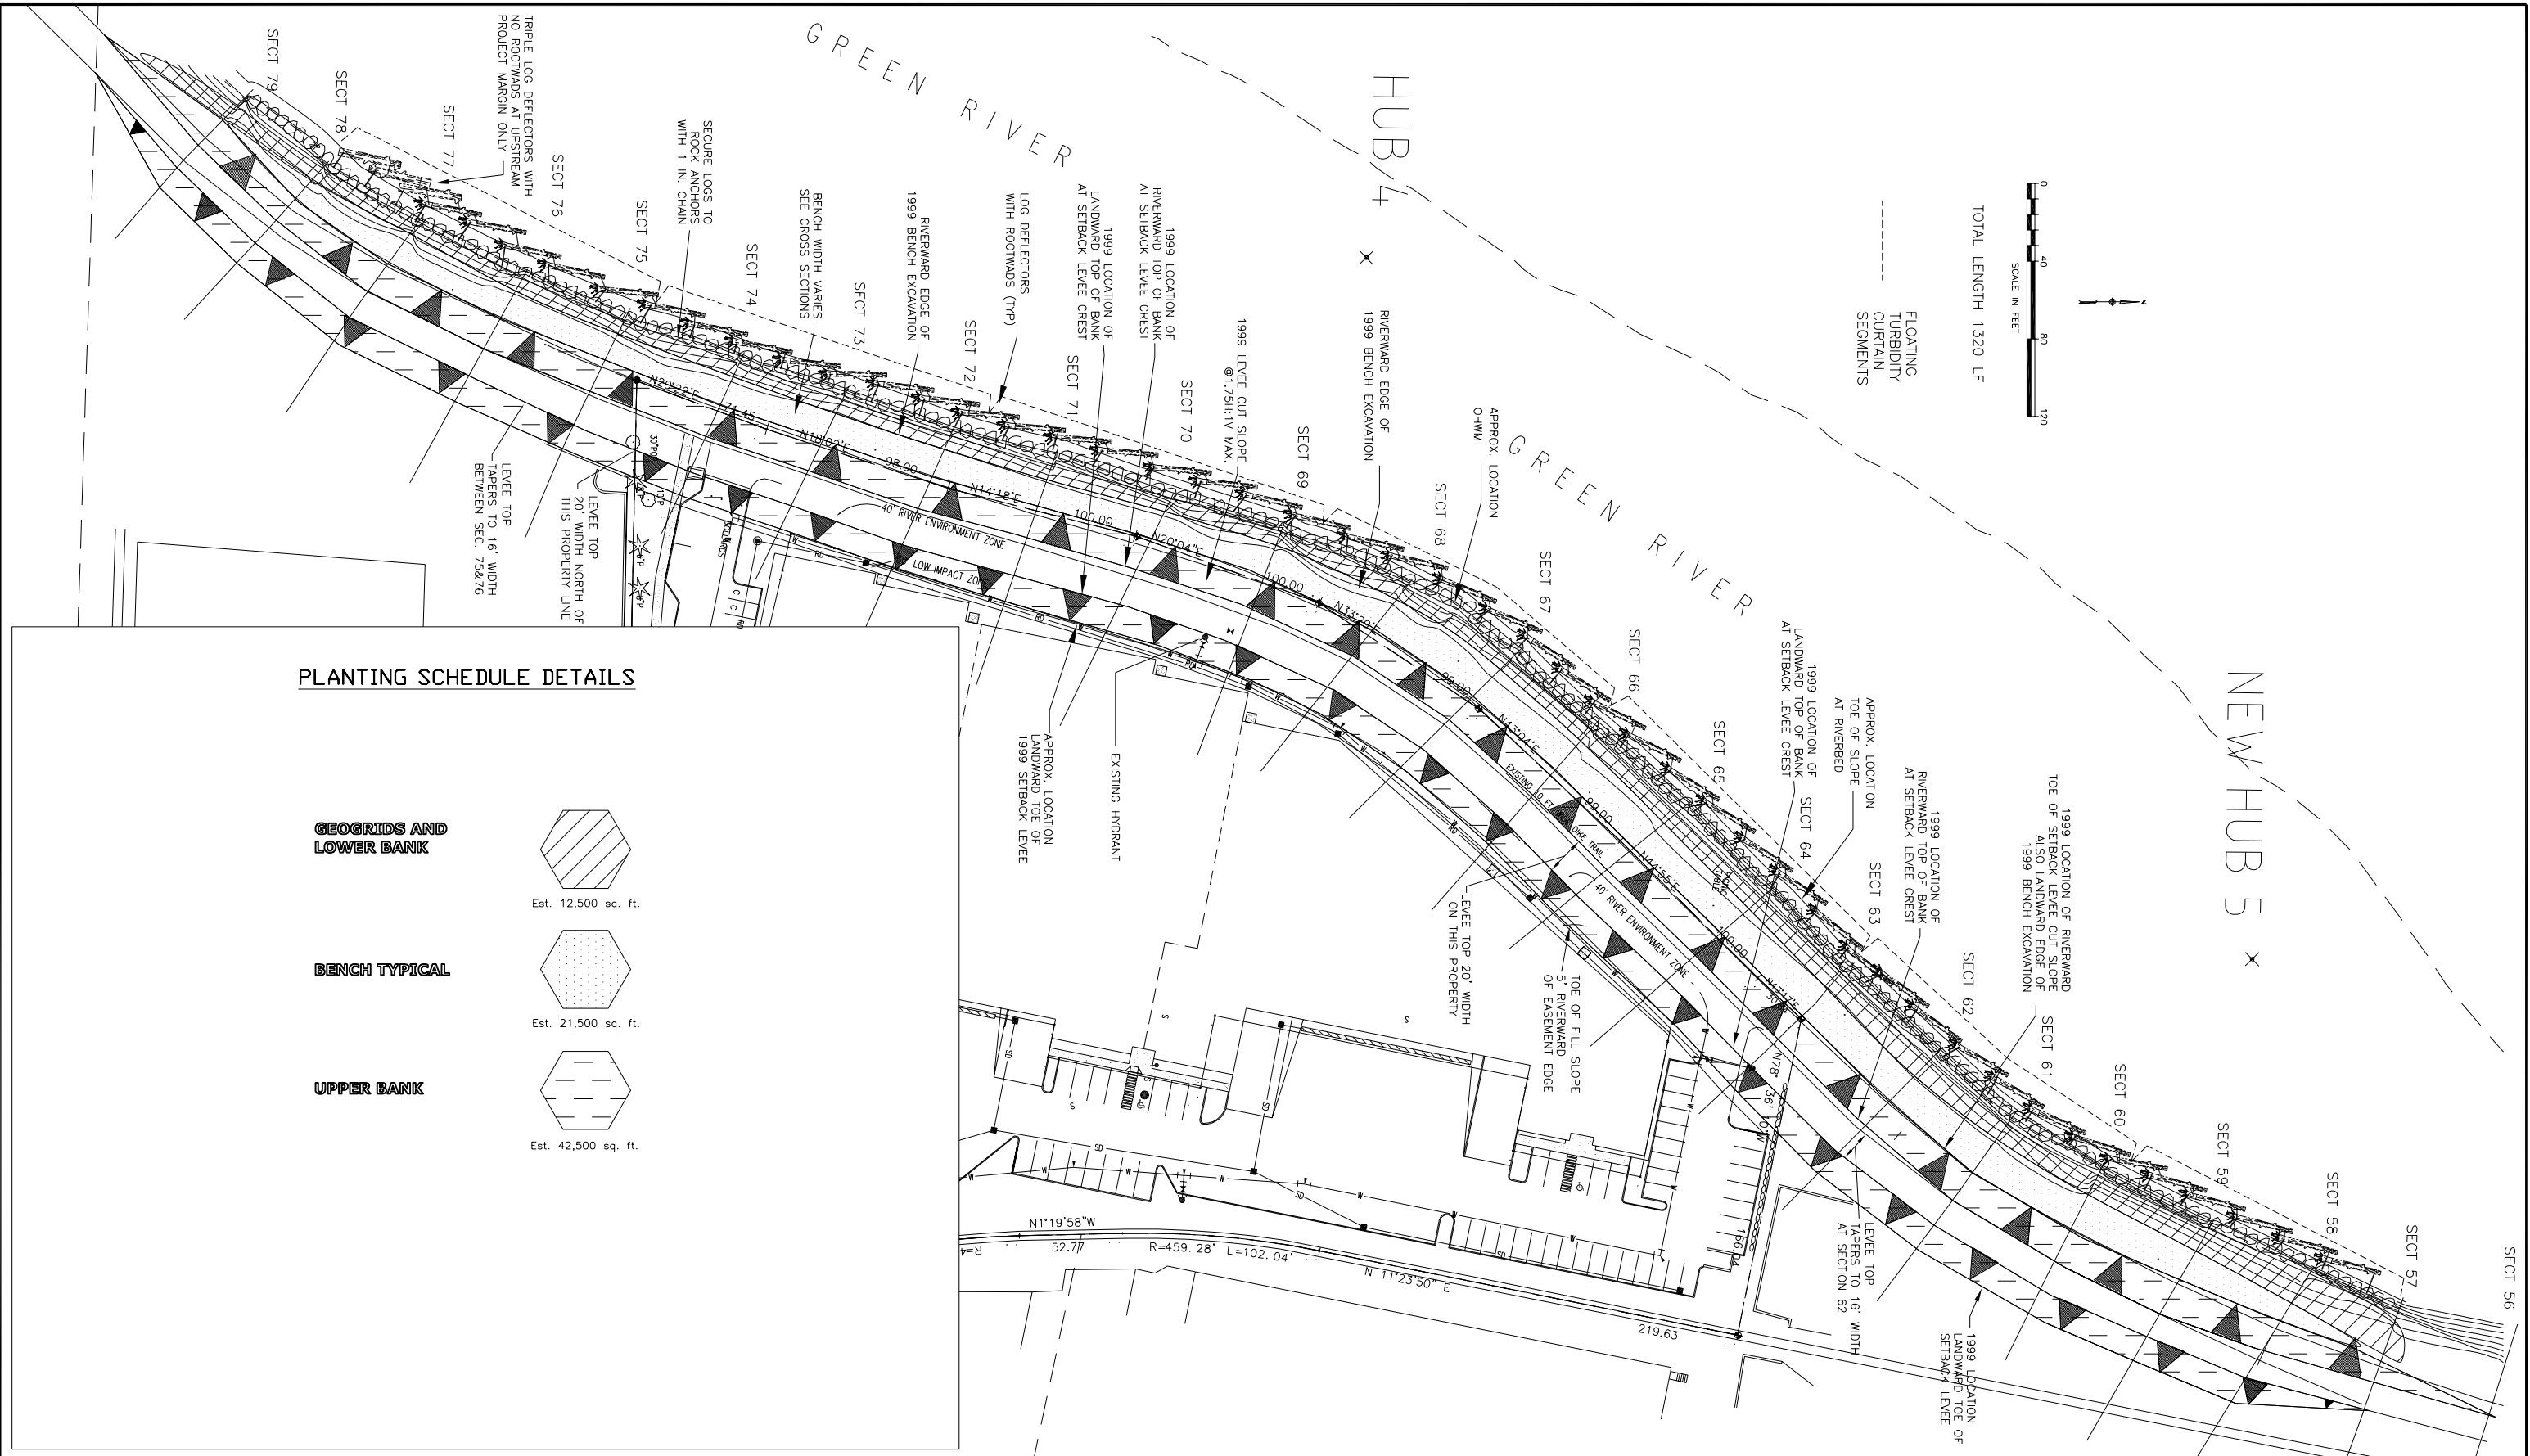 GREEN RIVER
HUB 4
GREEN RIVER
NEW HUB 5
0 40 80 120
SCALE IN FEET
TOTAL LENGTH 1320 LF
FLOATING
TURBIDITY
CURTAIN
SEGMENTS
N
SECT 79
SECT 78
SECT 77
SECT 76
SECT 75
SECT 74
SECT 73
SECT 72
SECT 71
SECT 70
SECT 69
SECT 68
SECT 67
SECT 66
SECT 65
SECT 64
SECT 63
SECT 62
SECT 61
SECT 60
SECT 59
SECT 58
SECT 57
SECT 56
TRIPLE LOG DEFLECTORS WITH
NO ROOTWADS AT UPSTREAM
PROJECT MARGIN ONLY
SECURE LOGS TO
ROCK ANCHORS
WITH 1 IN. CHAIN
BENCH WIDTH VARIES
SEE CROSS SECTIONS
RIVERWARD EDGE OF
1999 BENCH EXCAVATION
LOG DEFLECTORS
WITH ROOTWADS (TYP)
1999 LOCATION OF
LANDWARD TOP OF BANK
AT SETBACK LEVEE CREST
1999 LOCATION OF
RIVERWARD TOP OF BANK
AT SETBACK LEVEE CREST
1999 LEVEE CUT SLOPE
@1.75H:1V MAX.
RIVERWARD EDGE OF
1999 BENCH EXCAVATION
APPROX. LOCATION
OHWM
1999 LOCATION OF
LANDWARD TOP OF BANK
AT SETBACK LEVEE CREST
APPROX. LOCATION
TOE OF SLOPE
AT RIVERBED
1999 LOCATION OF
RIVERWARD TOP OF BANK
AT SETBACK LEVEE CREST
1999 LOCATION OF RIVERWARD
TOE OF SETBACK LEVEE CUT SLOPE
ALSO LANDWARD EDGE OF
1999 BENCH EXCAVATION
N20°22'E
71.45
N18°02'E
98.00
N14°18'E
100.00
N20°04'E
100.00
N33°20'E
99.00
N43°04'E
99.00
N44°55'E
100.00
40' RIVER ENVIRONMENT ZONE
LOW IMPACT ZONE
40' RIVER ENVIRONMENT ZONE
PICNIC
TABLE
BOLLARDS
LEVEE TOP
TAPERS TO 16' WIDTH
BETWEEN SEC. 75&76
LEVEE TOP
20' WIDTH NORTH OF
THIS PROPERTY LINE
APPROX. LOCATION
LANDWARD TOE OF
1999 SETBACK LEVEE
EXISTING HYDRANT
LEVEE TOP 20' WIDTH
ON THIS PROPERTY
TOE OF FILL SLOPE
5' RIVERWARD
OF EASEMENT EDGE
LEVEE TOP
TAPERS TO 16' WIDTH
AT SECTION 62
1999 LOCATION
LANDWARD TOE OF
SETBACK LEVEE
N78° 36' 10"W
166.04
N1°19'58"W
52.77
R=459.28' L=102.04'
N 11°23'50" E
219.63
PLANTING SCHEDULE DETAILS
GEOGRIDS AND
LOWER BANK
Est. 12,500 sq. ft.
BENCH TYPICAL
Est. 21,500 sq. ft.
UPPER BANK
Est. 42,500 sq. ft.